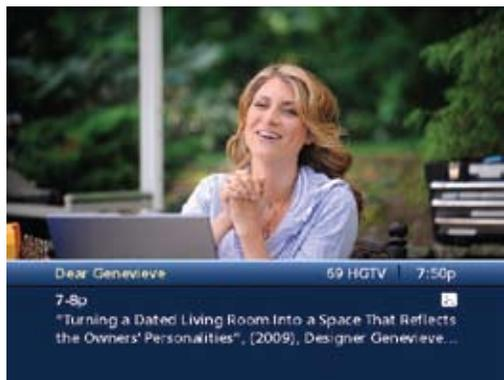 Dear Genevieve 59 HGTV 7:50p
7-8p
"Turning a Dated Living Room Into a Space That Reflects
the Owners' Personalities", (2009), Designer Genevieve...